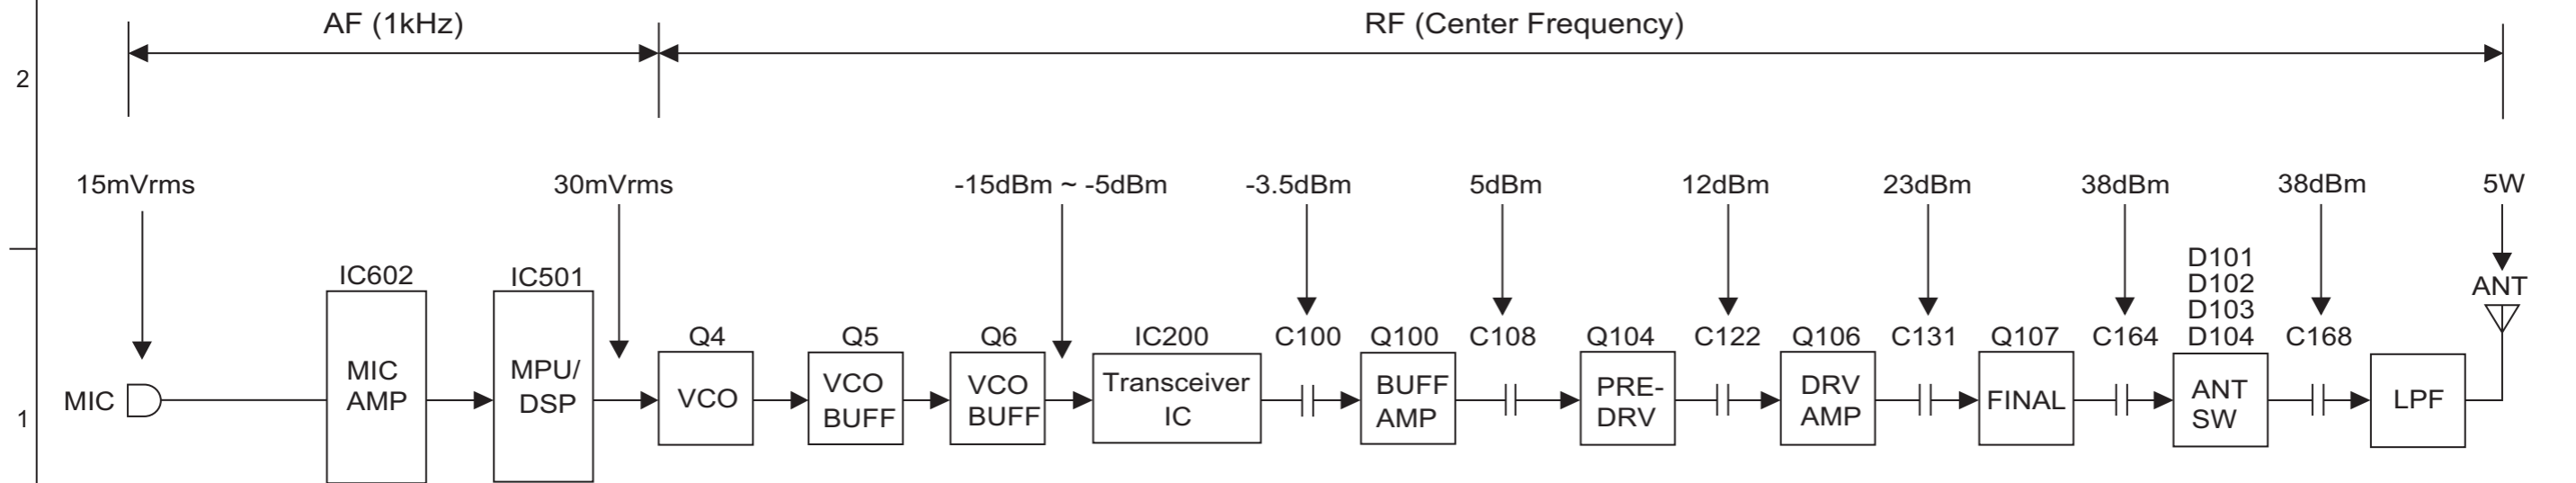 AF (1kHz)
RF (Center Frequency)
2
15mVrms
30mVrms
-15dBm ~ -5dBm
-3.5dBm
5dBm
12dBm
23dBm
38dBm
38dBm
5W
1
MIC
IC602
MIC
AMP
IC501
MPU/
DSP
Q4
VCO
Q5
VCO
BUFF
Q6
VCO
BUFF
IC200
Transceiver
IC
C100
Q100
BUFF
AMP
C108
Q104
PRE-
DRV
C122
Q106
DRV
AMP
C131
Q107
FINAL
C164
D101
D102
D103
D104
ANT
SW
C168
LPF
ANT